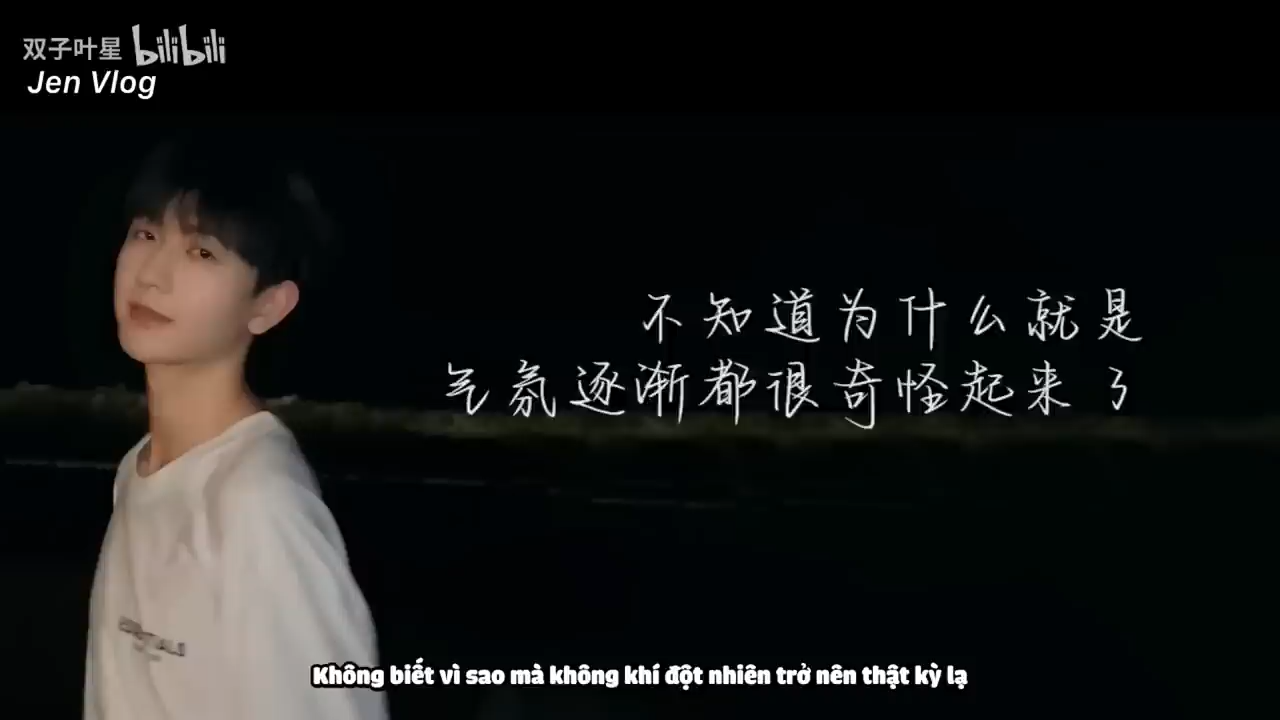 双子叶星 bilibili
Jen Vlog
不知道为什么就是
气氛逐渐都很奇怪起来了
ESSENTIALS
Không biết vì sao mà không khí đột nhiên trở nên thật kỳ lạ